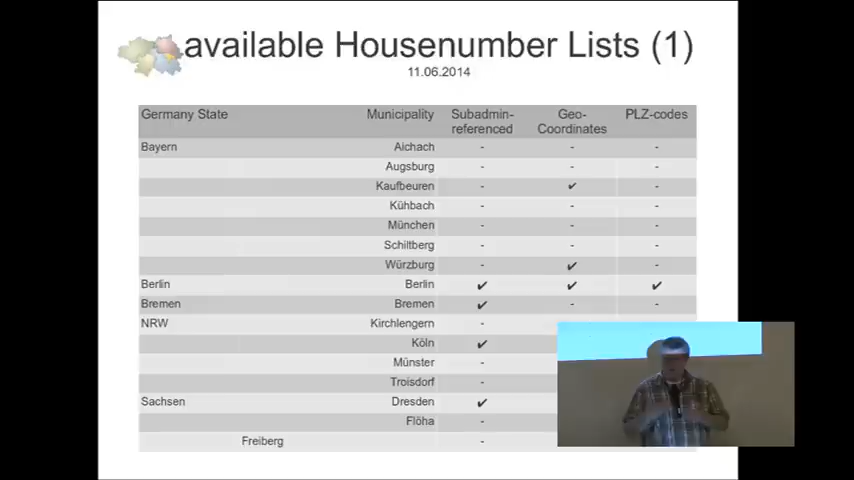 available Housenumber Lists (1)
11.06.2014
Germany State Municipality Subadmin-referenced Geo-Coordinates PLZ-codes
Bayern Aichach - - -
Augsburg - - -
Kaufbeuren - ✔ -
Kühbach - - -
München - - -
Schiltberg - - -
Würzburg - ✔ -
Berlin Berlin ✔ ✔ ✔
Bremen Bremen ✔ - -
NRW Kirchlengern -
Köln ✔
Münster -
Troisdorf -
Sachsen Dresden ✔
Flöha -
Freiberg -